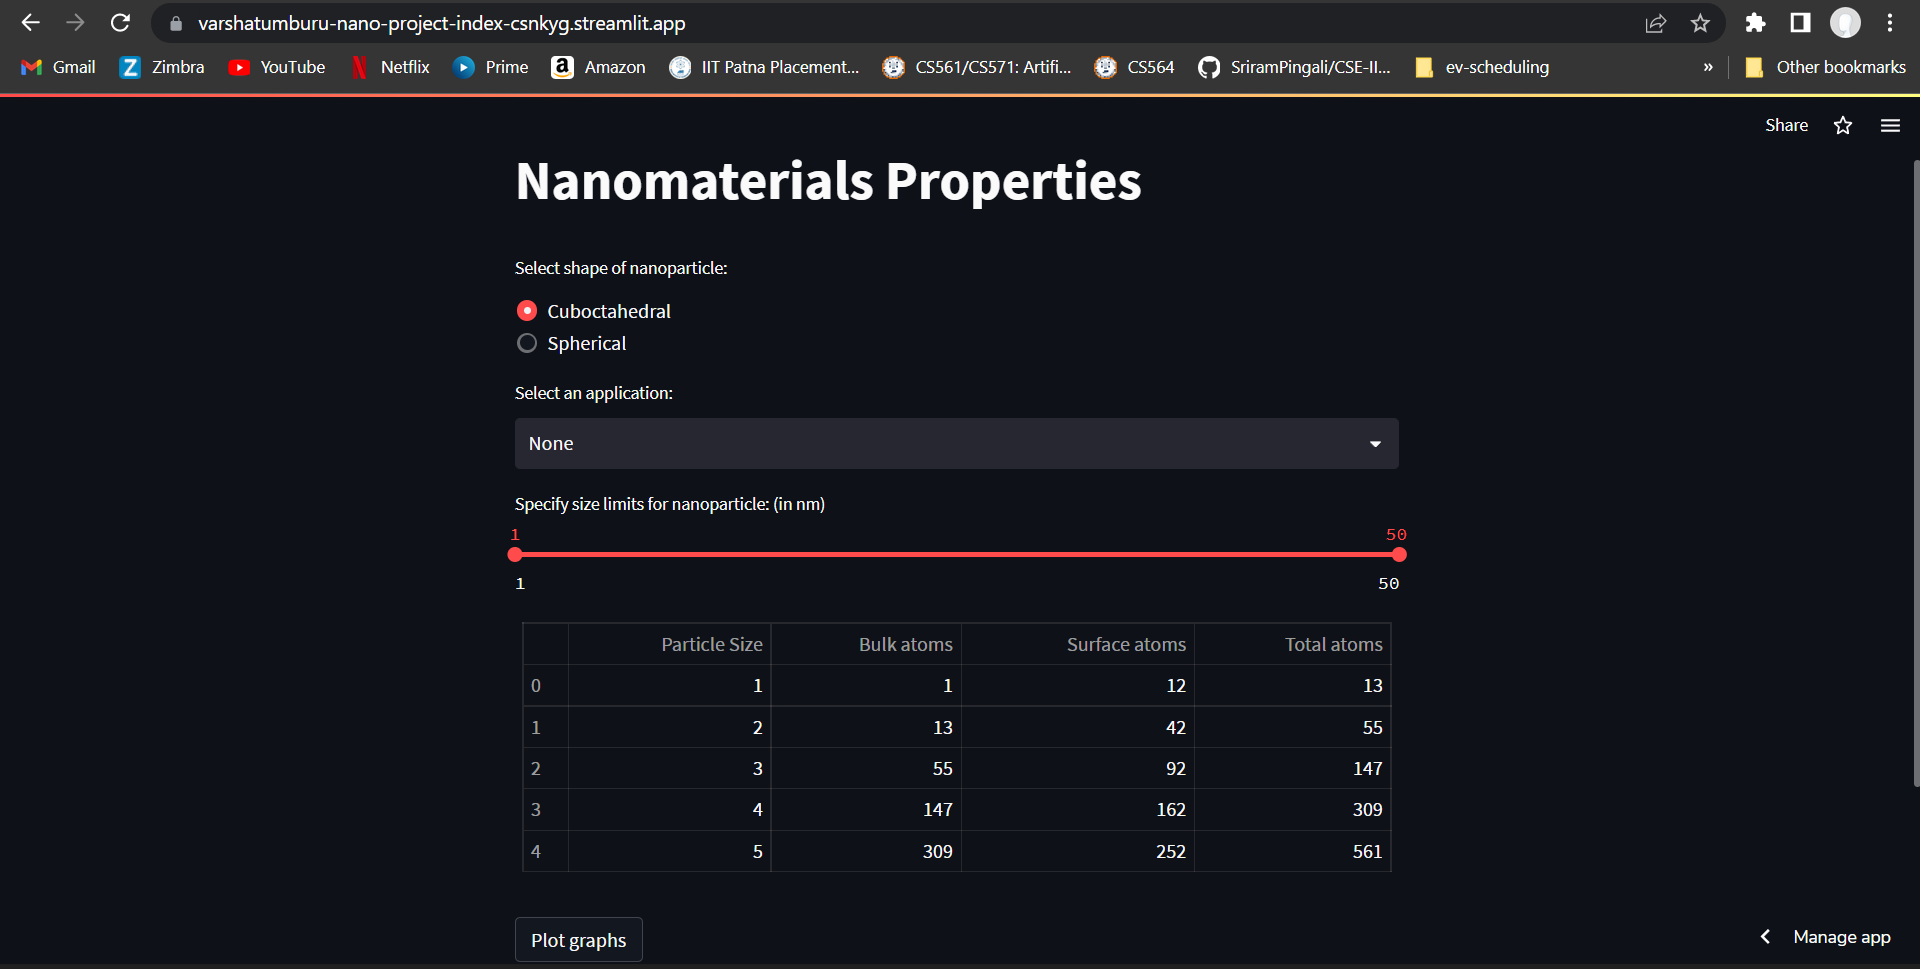 varshatumburu-nano-project-index-csnkyg.streamlit.app
Gmail Zimbra YouTube Netflix Prime Amazon IIT Patna Placement... CS561/CS571: Artifi... CS564 SriramPingali/CSE-II... ev-scheduling » Other bookmarks
Share
Nanomaterials Properties
Select shape of nanoparticle:
Cuboctahedral
Spherical
Select an application:
None
Specify size limits for nanoparticle: (in nm)
1 50
1 50
Particle Size Bulk atoms Surface atoms Total atoms
0 1 1 12 13
1 2 13 42 55
2 3 55 92 147
3 4 147 162 309
4 5 309 252 561
Plot graphs
Manage app